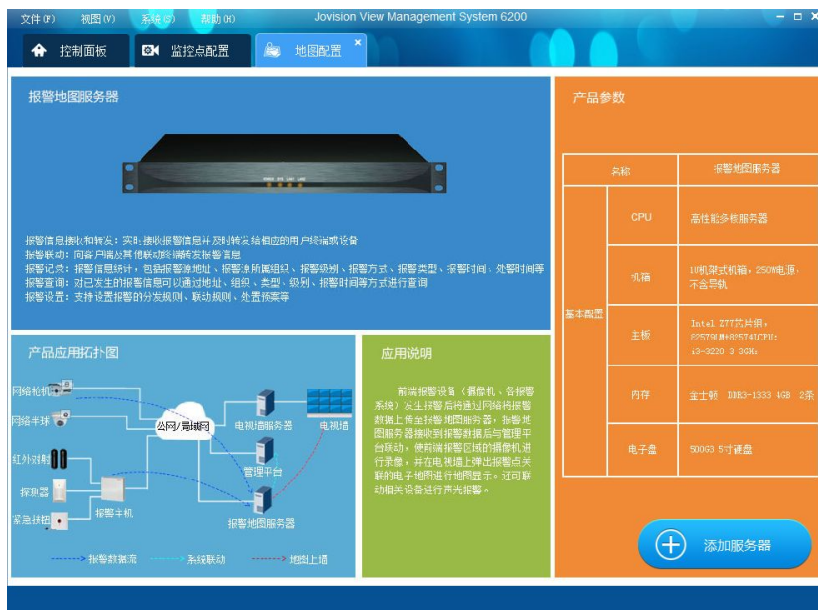 文件(F) 视图(V) 系统(S) 帮助(H) Jovision View Management System 6200
控制面板 监控点配置 地图配置
报警地图服务器
报警信息接收和转发：实时接收报警信息并及时转发给相应的用户终端或设备
报警联动：向客户端及其他联动终端转发报警信息
报警记录：报警信息统计，包括报警源地址、报警源所属组织、报警级别、报警方式、报警类型、报警时间、处警时间等
报警查询：对已发生的报警信息可以通过地址、组织、类型、级别、报警时间等方式进行查询
报警设置：支持设置报警的分发规则、联动规则、处置预案等
产品应用拓扑图
网络枪机
网络半球
红外对射
探测器
紧急按钮
报警主机
公网/局域网
电视墙服务器
电视墙
管理平台
报警地图服务器
报警数据流 系统联动 地图上墙
应用说明
前端报警设备（摄像机、各报警
系统）发生报警后将通过网络将报警
数据上传至报警地图服务器，报警地
图服务器接收到报警数据后与管理平
台联动，使前端报警区域的摄像机进
行录像，并在电视墙上弹出报警点关
联的电子地图进行地图显示。还可联
动相关设备进行声光报警。
产品参数
名称 报警地图服务器
基本配置
CPU 高性能多核服务器
机箱 1U机架式机箱，250W电源，
不含导轨
主板 Intel Z77芯片组，
i3-3220 3.3GHz
内存 金士顿 DDR3-1333 4GB 2条
电子盘 500G3.5寸硬盘
添加服务器